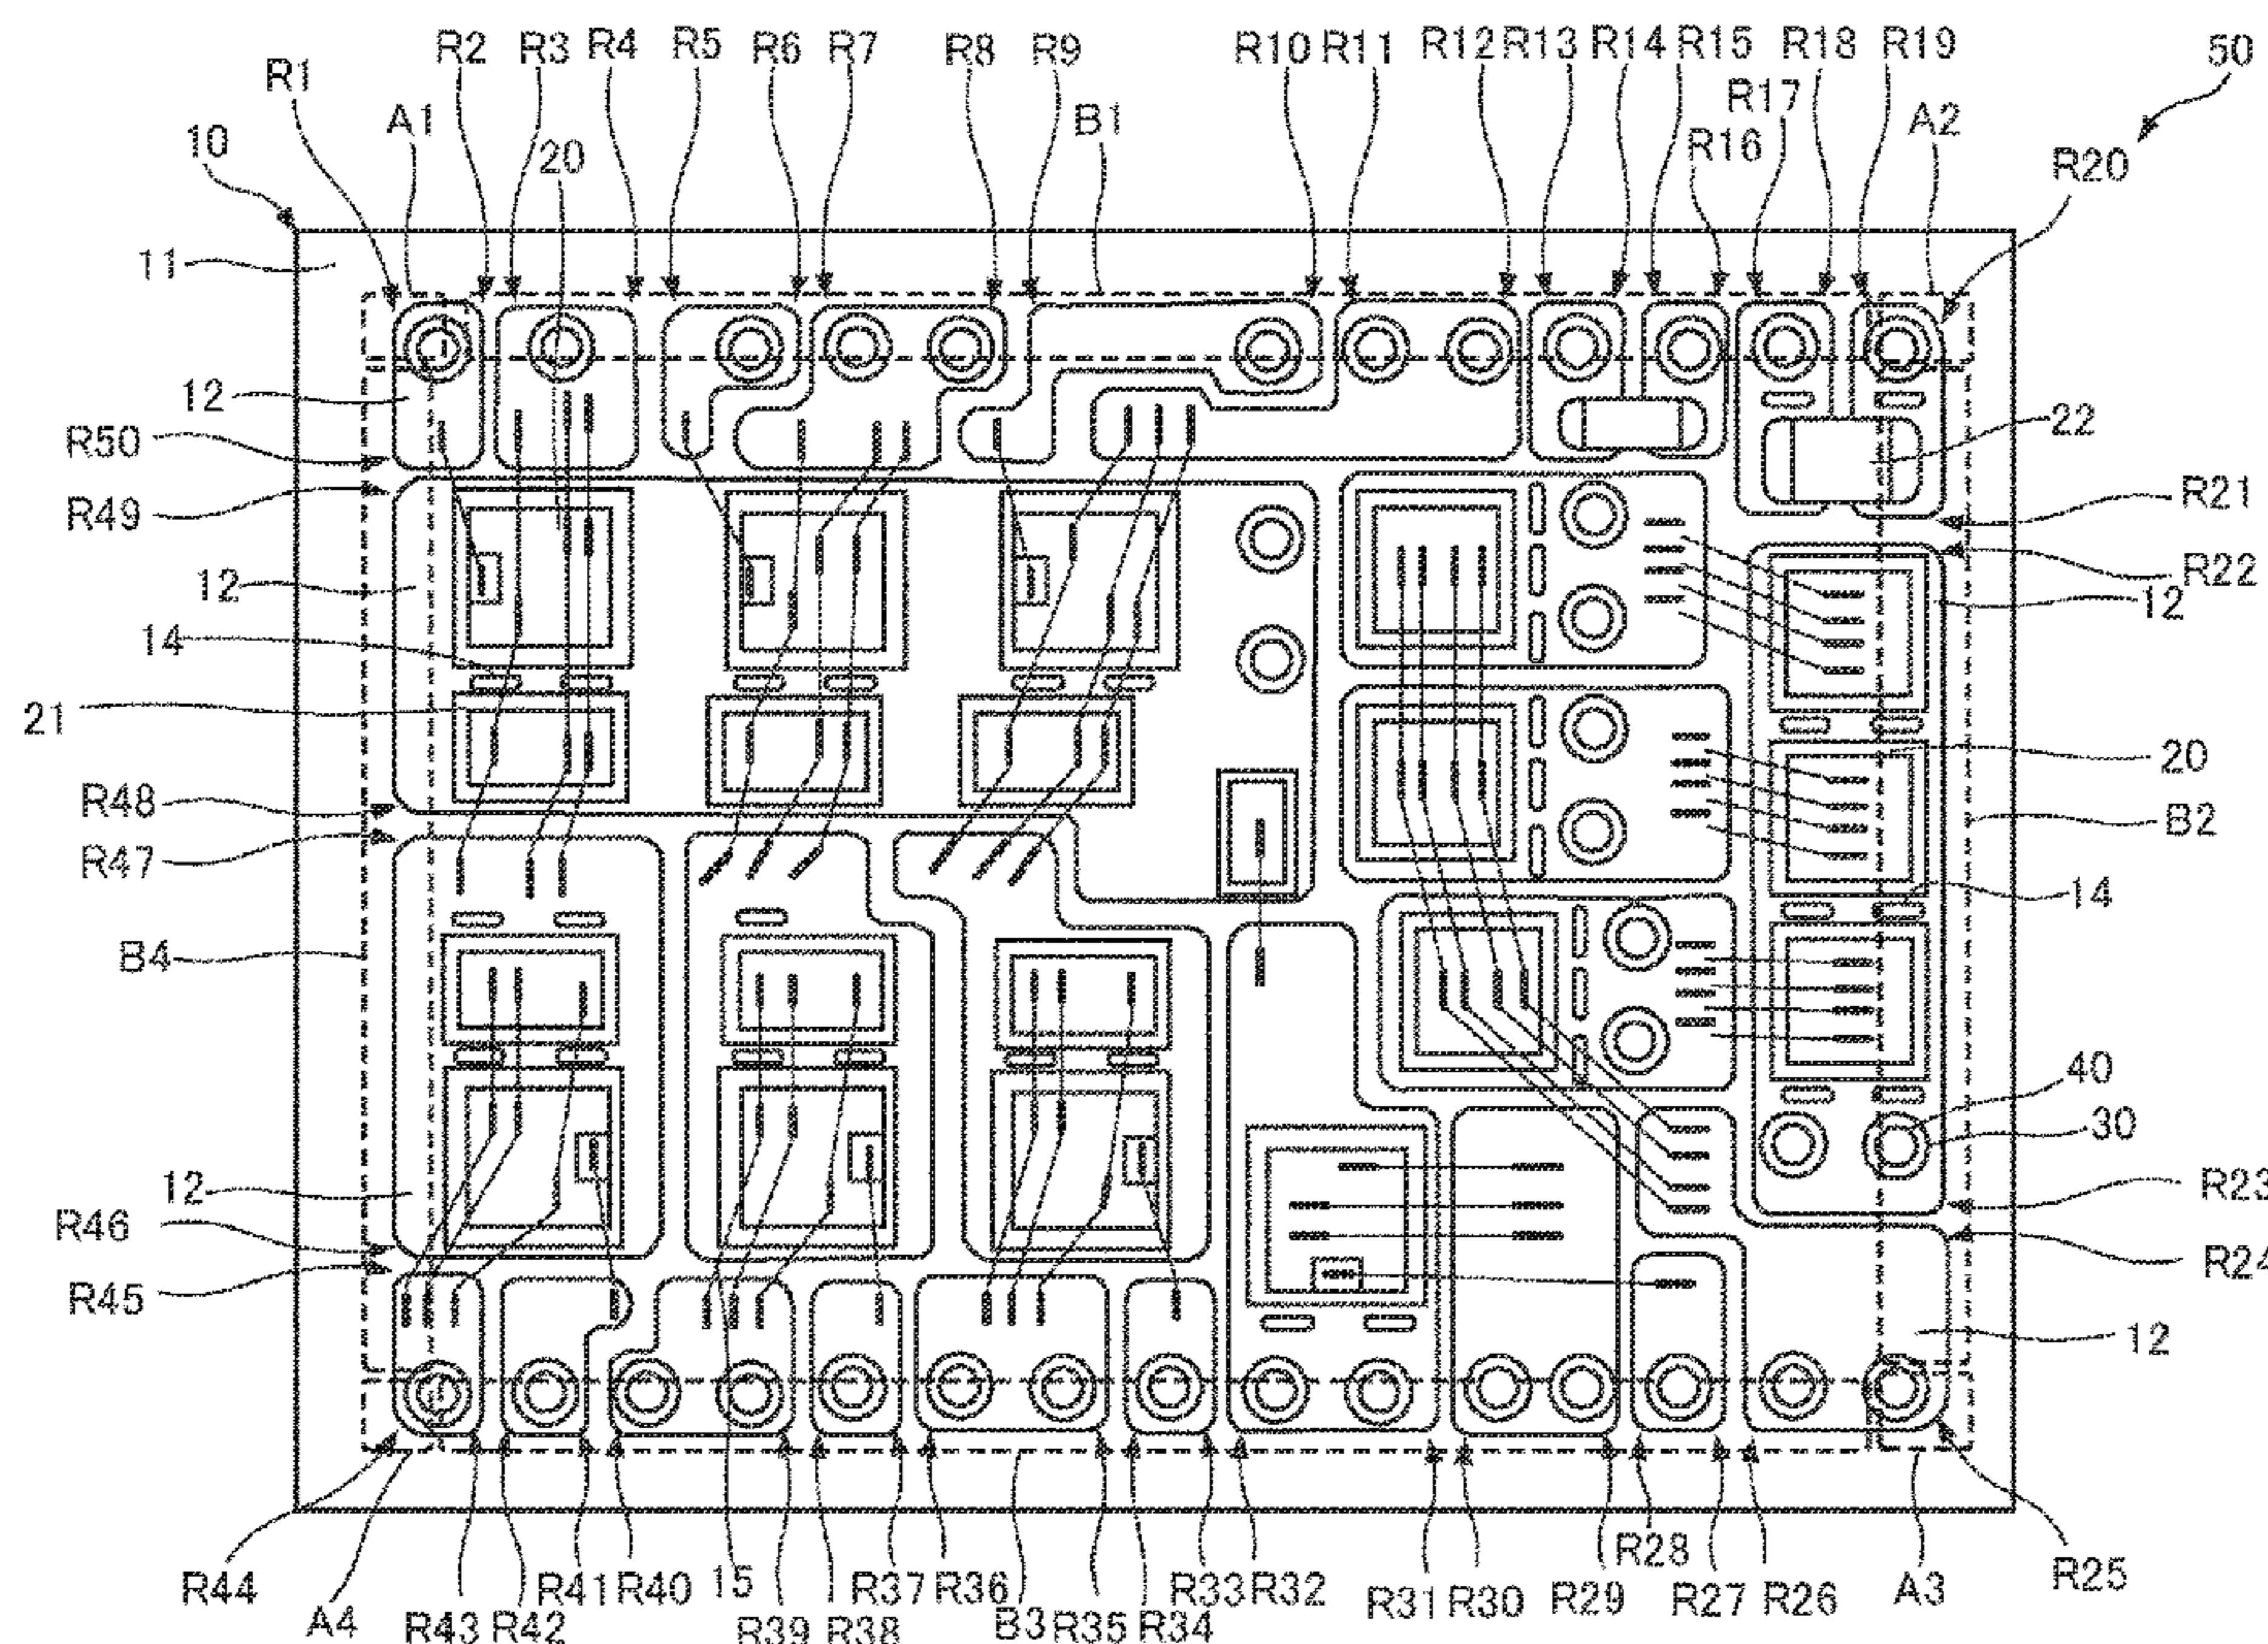 R2 R3 R4 R5 R6 R7 R8 R9 R10 R11 R12 R13 R14 R15 R18 R19 50
R1 A1 B1 R17 A2
10 20 R16 R20
11
12 22
R50
R49 R21
12 R22
14 12
21
20
R48 B2
R47
14
B4
40
30
12 R23
R46 R24
R45 12
R28
R44 R41 R40 15 R37 R36 R33 R32 R31 R30 R29 R27 R26 A3 R25
A4 R43 R42 R39 R38 B3 R35 R34